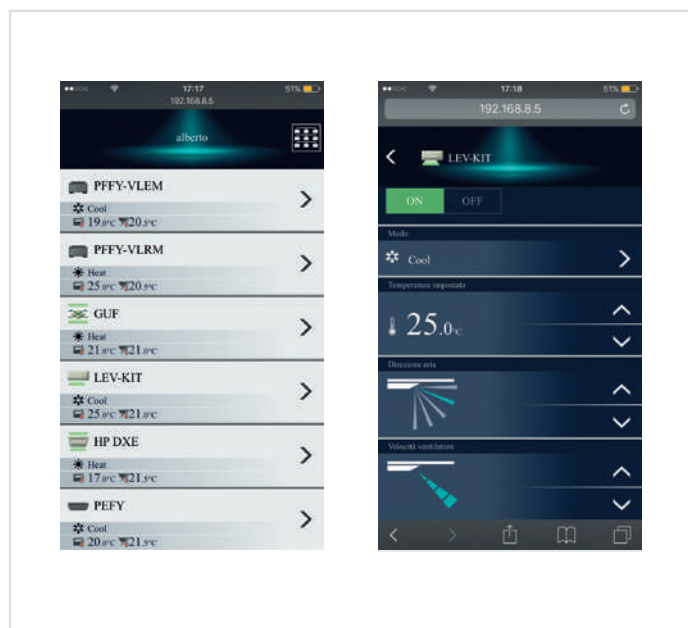 17:17
51%
192.168.8.5
alberto
PFFY-VLEM
Cool
19.0°C 20.5°C
PFFY-VLRM
Heat
25.0°C 20.5°C
GUF
Heat
21.0°C 21.0°C
LEV-KIT
Cool
25.0°C 21.0°C
HP DXE
Heat
17.0°C 21.5°C
PEFY
Cool
20.0°C 21.5°C
17:18
51%
192.168.8.5
LEV-KIT
ON OFF
Modo
Cool
Temperatura impostata
25.0°C
Direzione aria
Velocità ventilatore